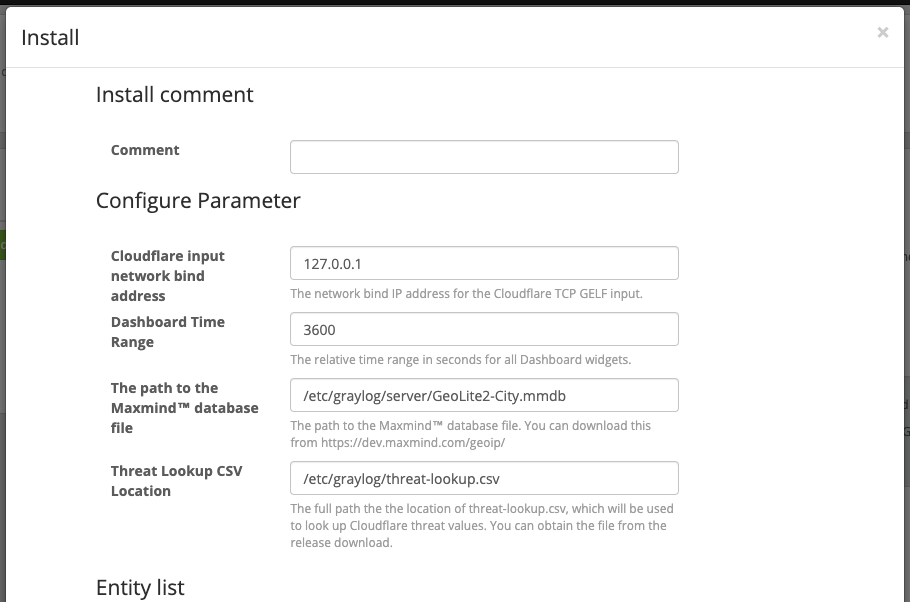 Install
×
Install comment
Comment
Configure Parameter
Cloudflare input
network bind
address
127.0.0.1
The network bind IP address for the Cloudflare TCP GELF input.
Dashboard Time
Range
3600
The relative time range in seconds for all Dashboard widgets.
The path to the
Maxmind™ database
file
/etc/graylog/server/GeoLite2-City.mmdb
The path to the Maxmind™ database file. You can download this
from https://dev.maxmind.com/geoip/
Threat Lookup CSV
Location
/etc/graylog/threat-lookup.csv
The full path the the location of threat-lookup.csv, which will be used
to look up Cloudflare threat values. You can obtain the file from the
release download.
Entity list